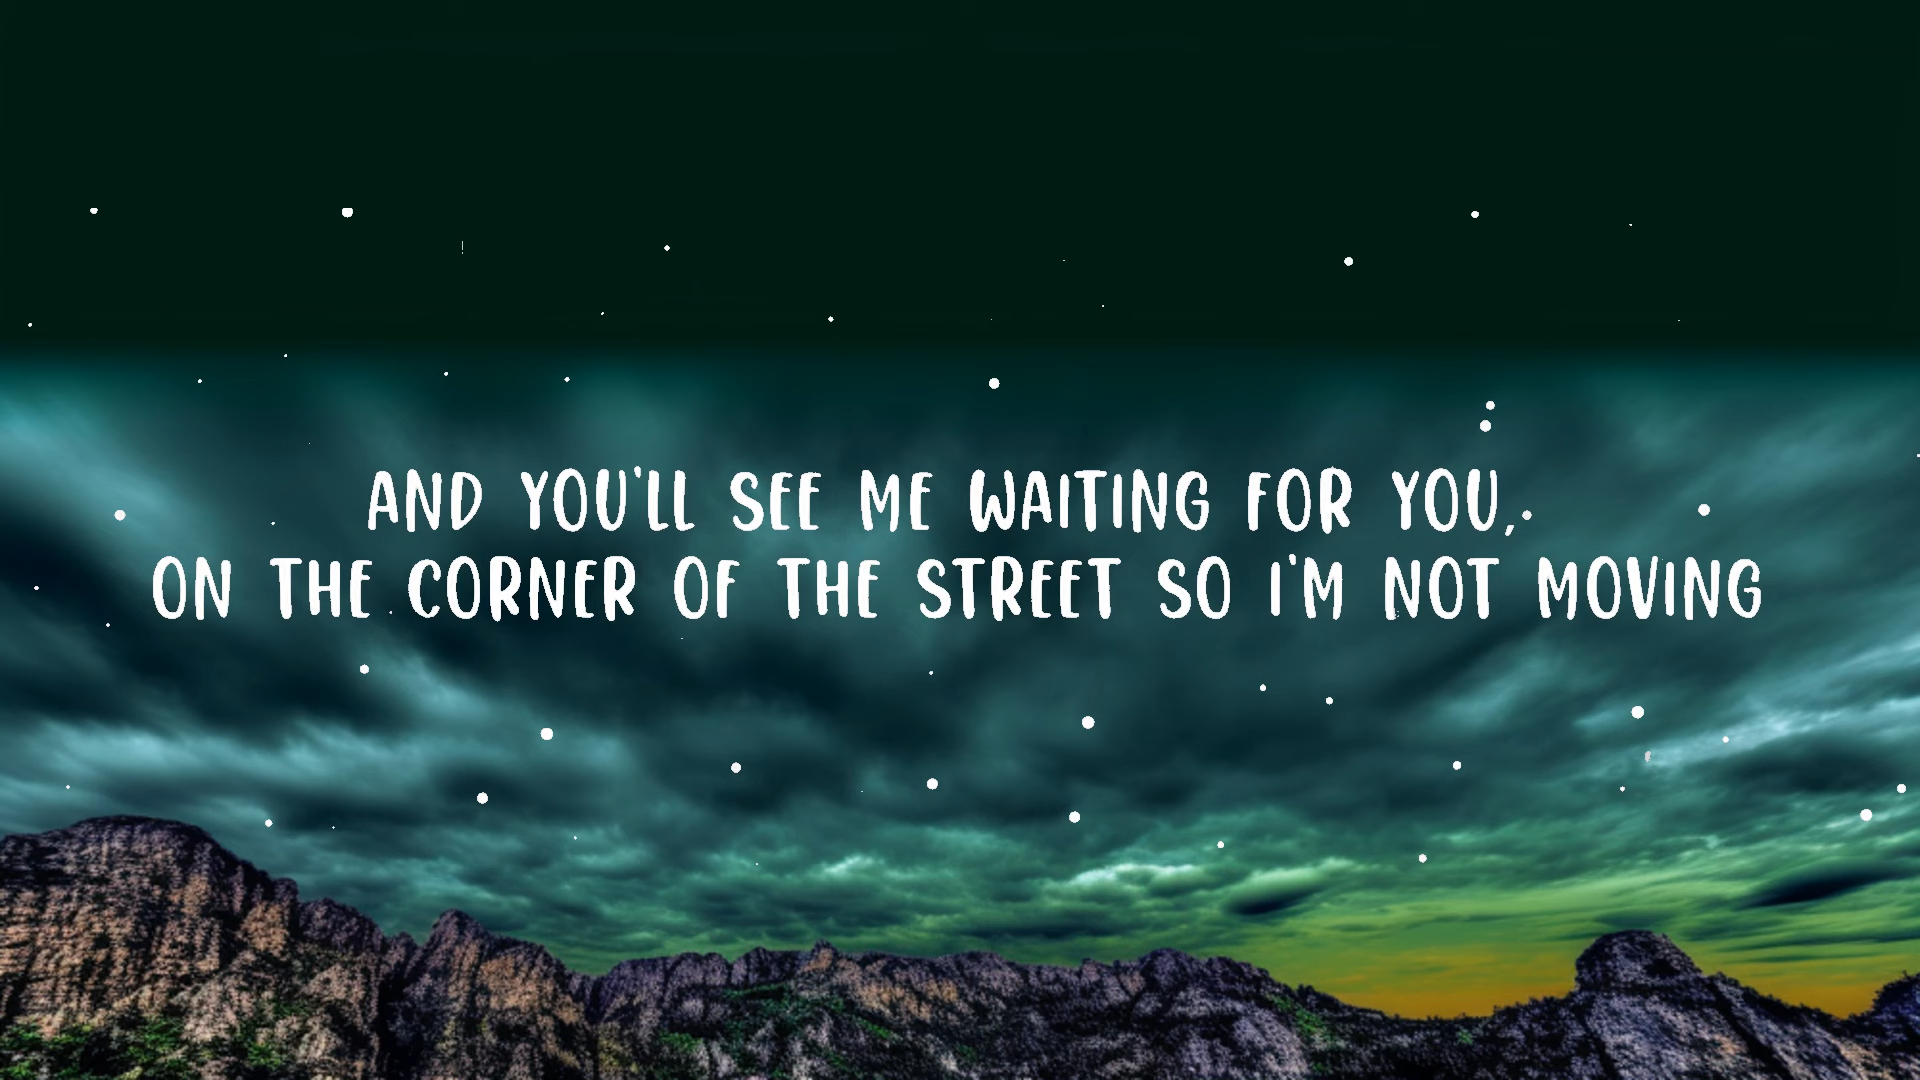 AND YOU'LL SEE ME WAITING FOR YOU,
ON THE CORNER OF THE STREET SO I'M NOT MOVING